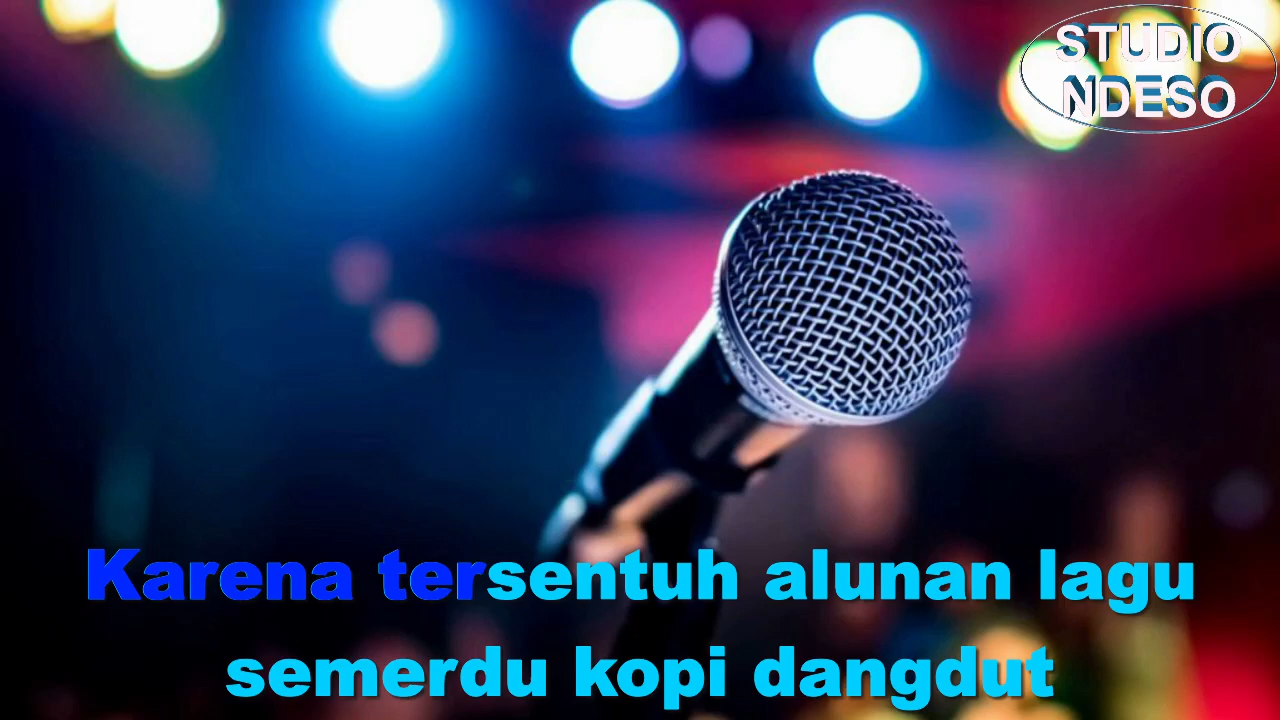 STUDIO
NDESO
Karena tersentuh alunan lagu
semerdu kopi dangdut